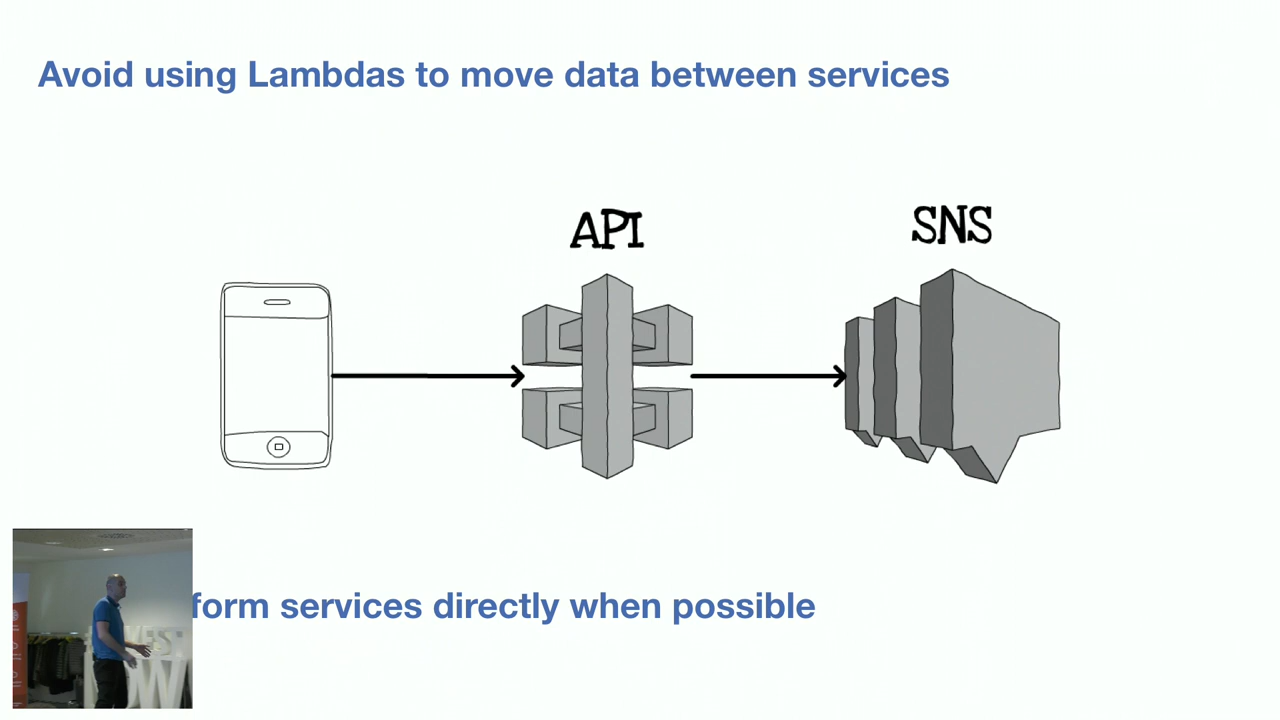 Avoid using Lambdas to move data between services
API
SNS
form services directly when possible